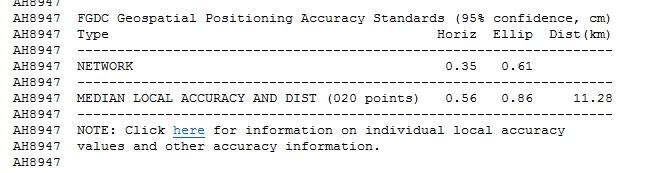 AH8947
AH8947  FGDC Geospatial Positioning Accuracy Standards (95% confidence, cm)
AH8947  Type                                            Horiz  Ellip  Dist(km)
AH8947  -------------------------------------------------------------------
AH8947  NETWORK                                          0.35   0.61
AH8947  -------------------------------------------------------------------
AH8947  MEDIAN LOCAL ACCURACY AND DIST (020 points)      0.56   0.86     11.28
AH8947  -------------------------------------------------------------------
AH8947  NOTE: Click here for information on individual local accuracy
AH8947  values and other accuracy information.
AH8947